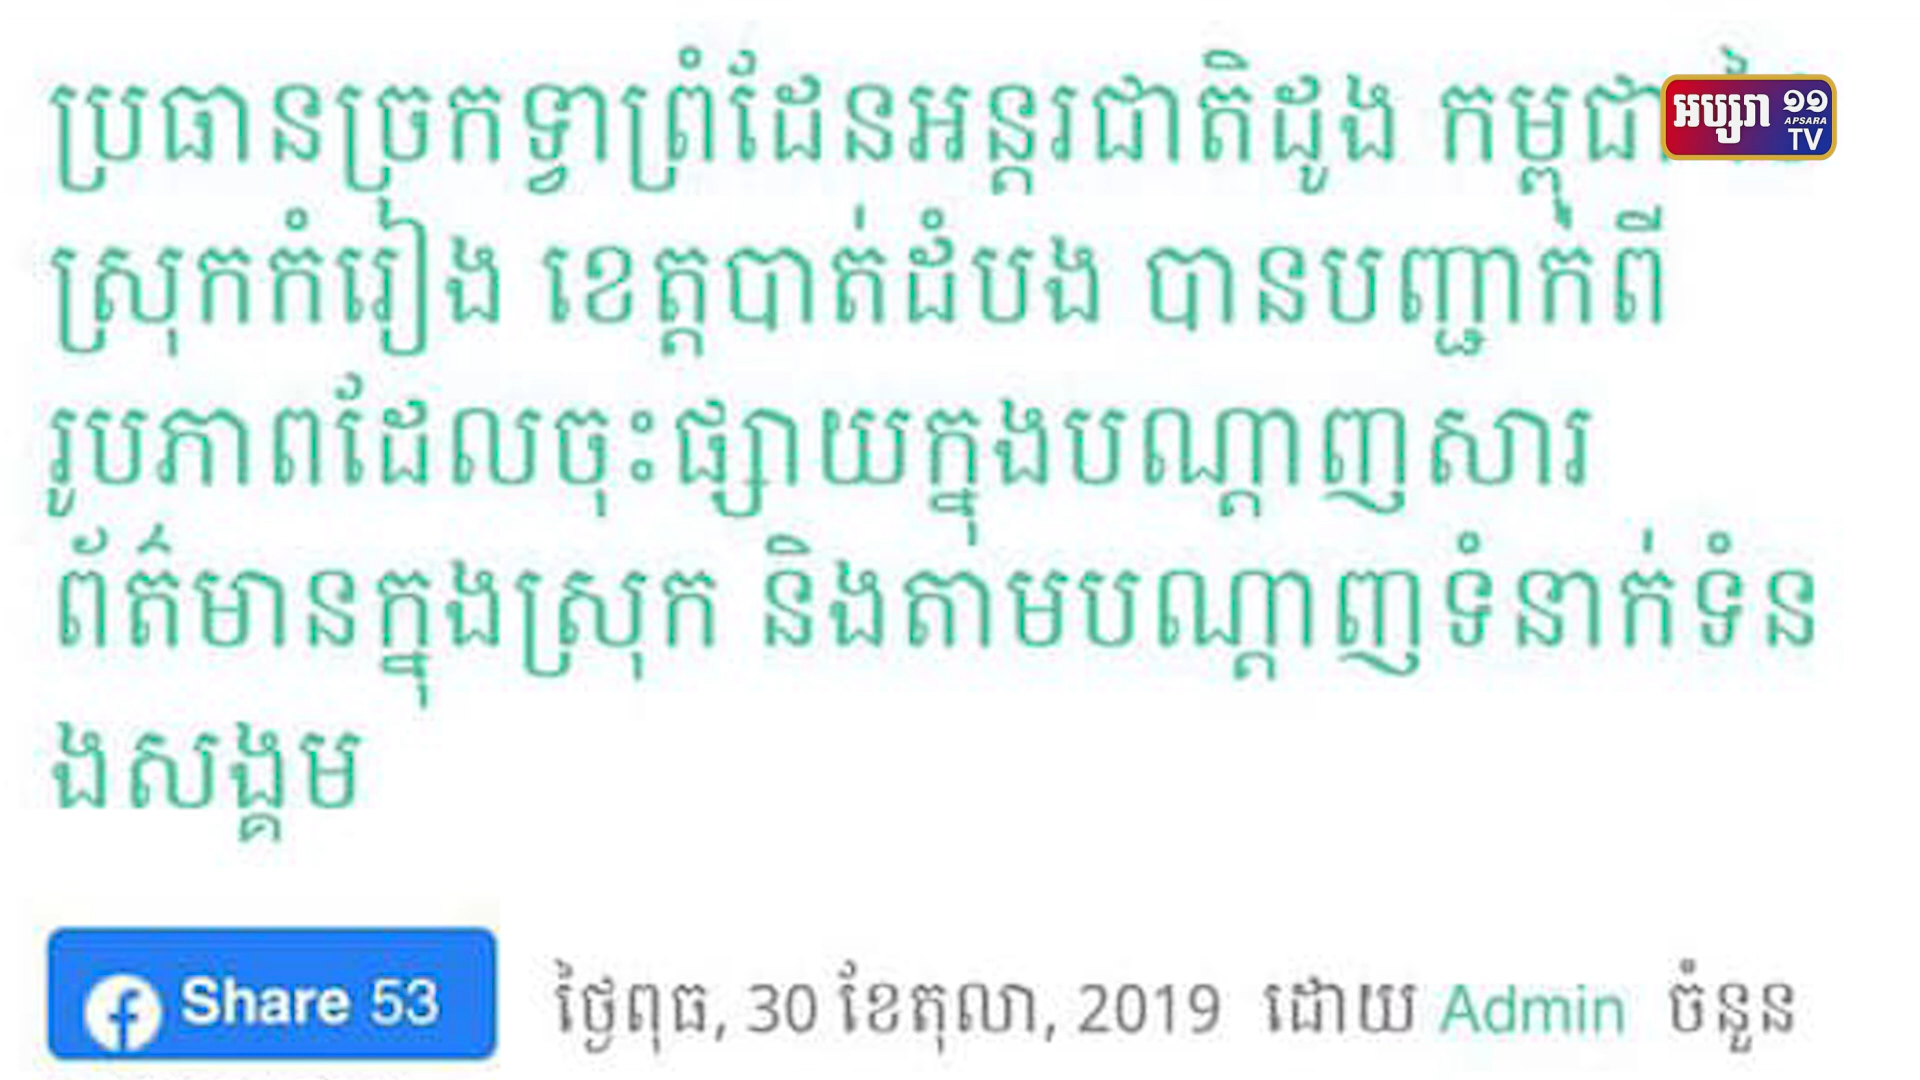 ប្រធានច្រកទ្វាព្រំដែនអន្តរជាតិដូង កម្ពុជា
អប្សរា ១១
APSARA
TV
ស្រុកកំរៀង ខេត្តបាត់ដំបង បានបញ្ជាក់ពី
រូបភាពដែលចុះផ្សាយក្នុងបណ្តាញសារ
ព័ត៌មានក្នុងស្រុក និងតាមបណ្តាញទំនាក់ទំន
ងសង្គម
Share 53
ថ្ងៃពុធ, 30 ខែតុលា, 2019 ដោយ Admin ចំនួន